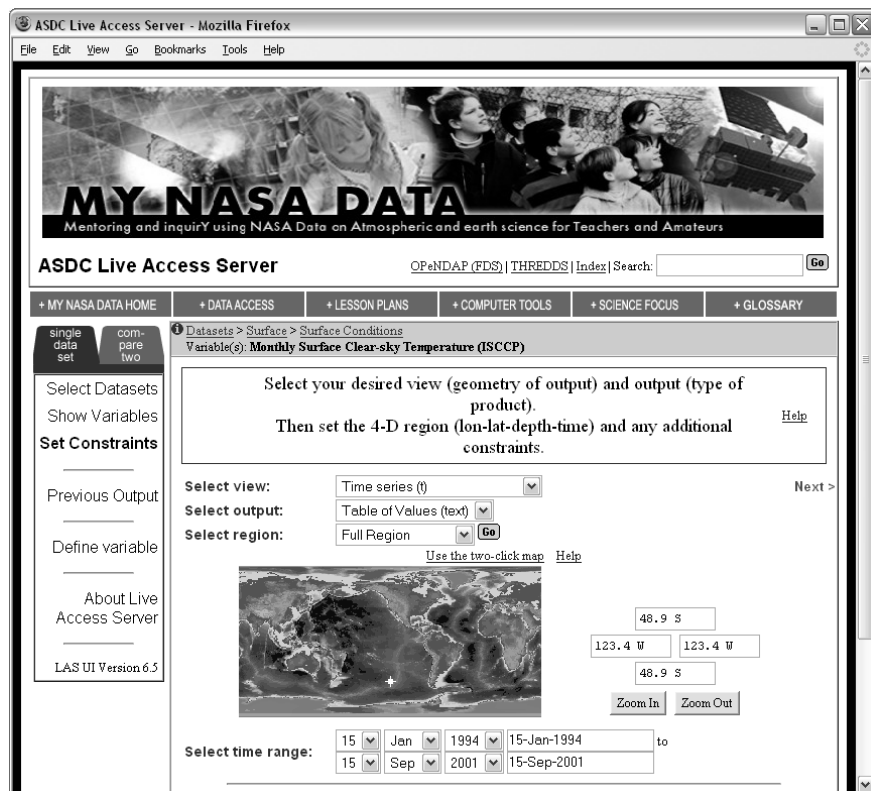 ASDC Live Access Server - Mozilla Firefox
File Edit View Go Bookmarks Tools Help
MY NASA DATA
Mentoring and inquirY using NASA Data on Atmospheric and earth science for Teachers and Amateurs
ASDC Live Access Server
OPeNDAP (FDS) | THREDDS | Index | Search: Go
+ MY NASA DATA HOME + DATA ACCESS + LESSON PLANS + COMPUTER TOOLS + SCIENCE FOCUS + GLOSSARY
single data set
com-pare two
Datasets > Surface > Surface Conditions
Variable(s): Monthly Surface Clear-sky Temperature (ISCCP)
Select Datasets
Show Variables
Set Constraints
Previous Output
Define variable
About Live
Access Server
LAS UI Version 6.5
Select your desired view (geometry of output) and output (type of
product).
Then set the 4-D region (lon-lat-depth-time) and any additional
constraints.
Help
Select view: Time series (t) Next >
Select output: Table of Values (text)
Select region: Full Region Go
Use the two-click map Help
48.9 S
123.4 W 123.4 W
48.9 S
Zoom In Zoom Out
Select time range:
15 Jan 1994 15-Jan-1994 to
15 Sep 2001 15-Sep-2001